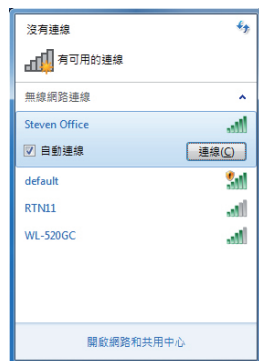 沒有連線
有可用的連線
無線網路連線
Steven Office
自動連線
連線(C)
default
RTN11
WL-520GC
開啟網路和共用中心